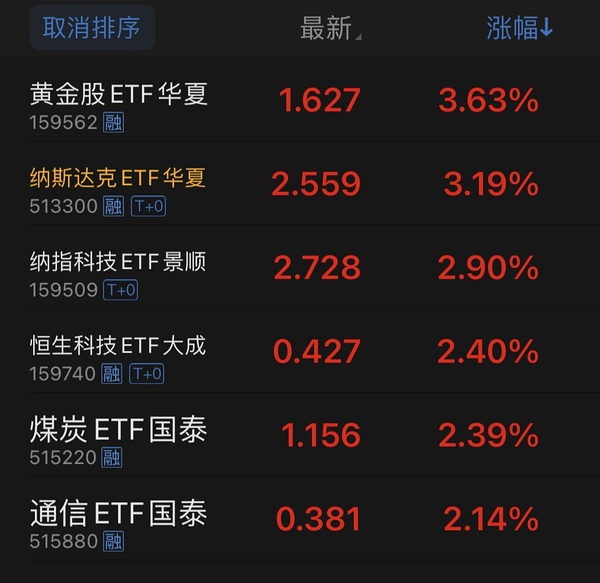 取消排序 最新 涨幅↓
黄金股ETF华夏 1.627 3.63%
159562 融
纳斯达克ETF华夏 2.559 3.19%
513300 融 T+0
纳指科技ETF景顺 2.728 2.90%
159509 T+0
恒生科技ETF大成 0.427 2.40%
159740 融 T+0
煤炭ETF国泰 1.156 2.39%
515220 融
通信ETF国泰 0.381 2.14%
515880 融